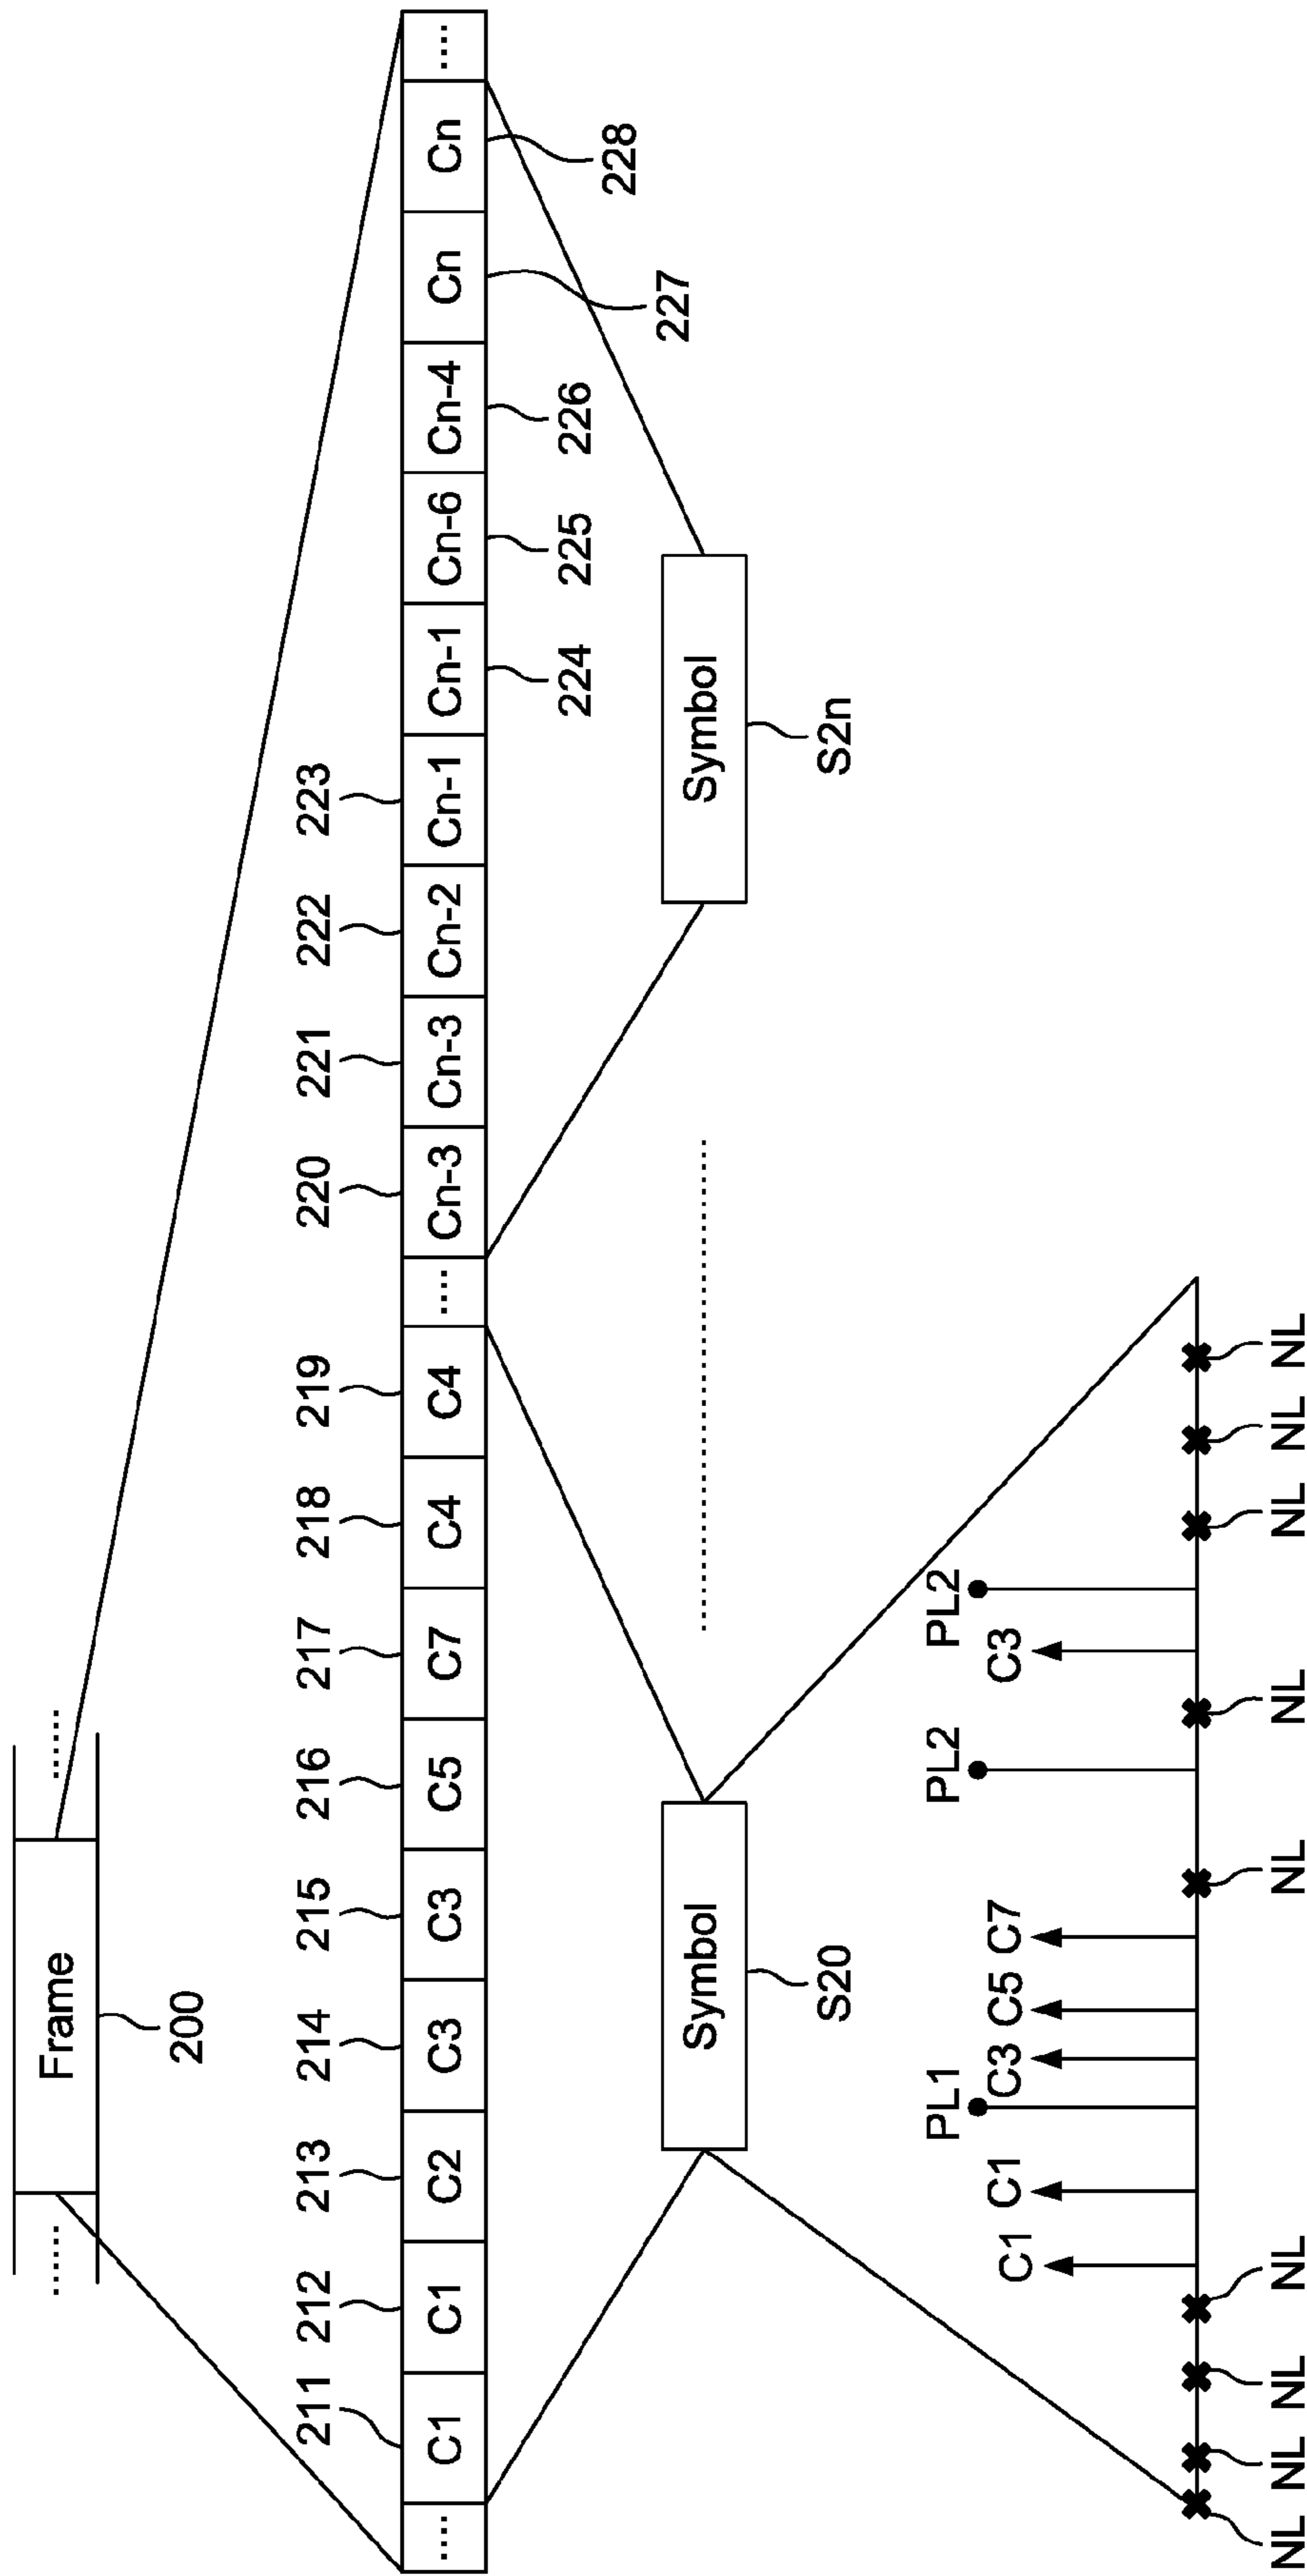 ...... Frame ......
200
211 212 213 214 215 216 217 218 219 220 221 222 223
.... C1 C1 C2 C3 C3 C5 C7 C4 C4 .... Cn-3 Cn-3 Cn-2 Cn-1 Cn-1 Cn-6 Cn-4 Cn Cn ....
224 225 226 227 228
Symbol Symbol
S20 S2n
PL1 PL2 PL2
C1 C1 C3 C5 C7 C3
NL NL NL NL NL NL NL NL NL